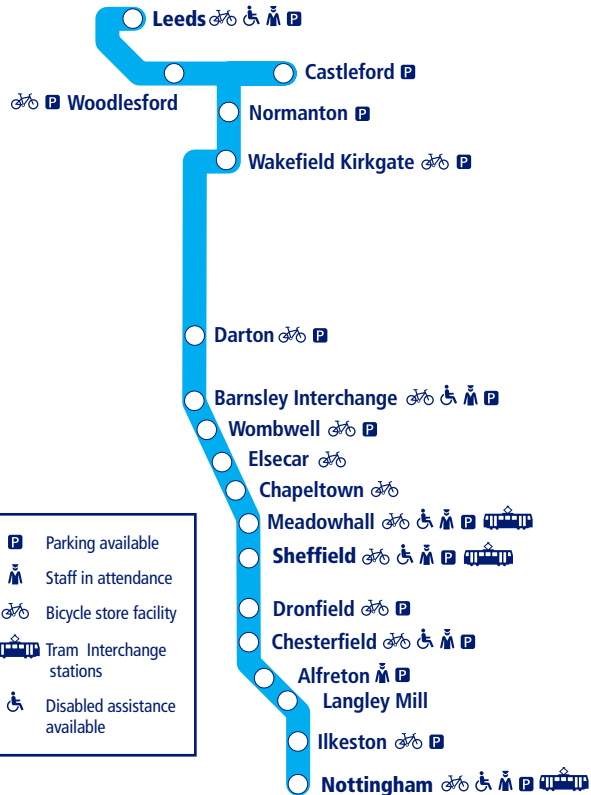 Leeds
P
Castleford P
P Woodlesford
Normanton P
Wakefield Kirkgate P
Darton P
Barnsley Interchange P
Wombwell P
Elsecar
Chapeltown
Meadowhall P
Sheffield P
Dronfield P
Chesterfield P
Alfreton P
Langley Mill
Ilkeston P
Nottingham P
P Parking available
Staff in attendance
Bicycle store facility
Tram Interchange
stations
Disabled assistance
available